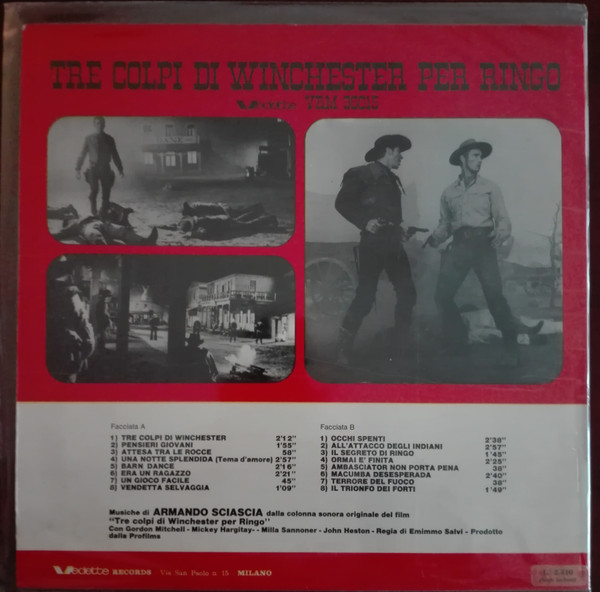 TRE COLPI DI WINCHESTER PER RINGO
Vedette VRM 36016
Facciata A
1) TRE COLPI DI WINCHESTER 2'12"
2) PENSIERI GIOVANI 1'55"
3) ATTESA TRA LE ROCCE 58"
4) UNA NOTTE SPLENDIDA (Tema d'amore) 2'57"
5) BARN DANCE 2'16"
6) ERA UN RAGAZZO 2'21"
7) UN GIOCO FACILE 45"
8) VENDETTA SELVAGGIA 1'09"
Facciata B
1) OCCHI SPENTI 2'38"
2) ALL'ATTACCO DEGLI INDIANI 2'57"
3) IL SEGRETO DI RINGO 1'45"
4) ORMAI E' FINITA 2'25"
5) AMBASCIATOR NON PORTA PENA 38"
6) MACUMBA DESESPERADA 2'40"
7) TERRORE DEL FUOCO 38"
8) IL TRIONFO DEI FORTI 1'49"
Musiche di ARMANDO SCIASCIA dalla colonna sonora originale del film
"Tre colpi di Winchester per Ringo"
Con Gordon Mitchell - Mickey Hargitay - Milla Sannoner - John Heston - Regia di Emimmo Salvi - Prodotto
dalla Profilms
Vedette RECORDS Via San Paolo n. 15 - MILANO